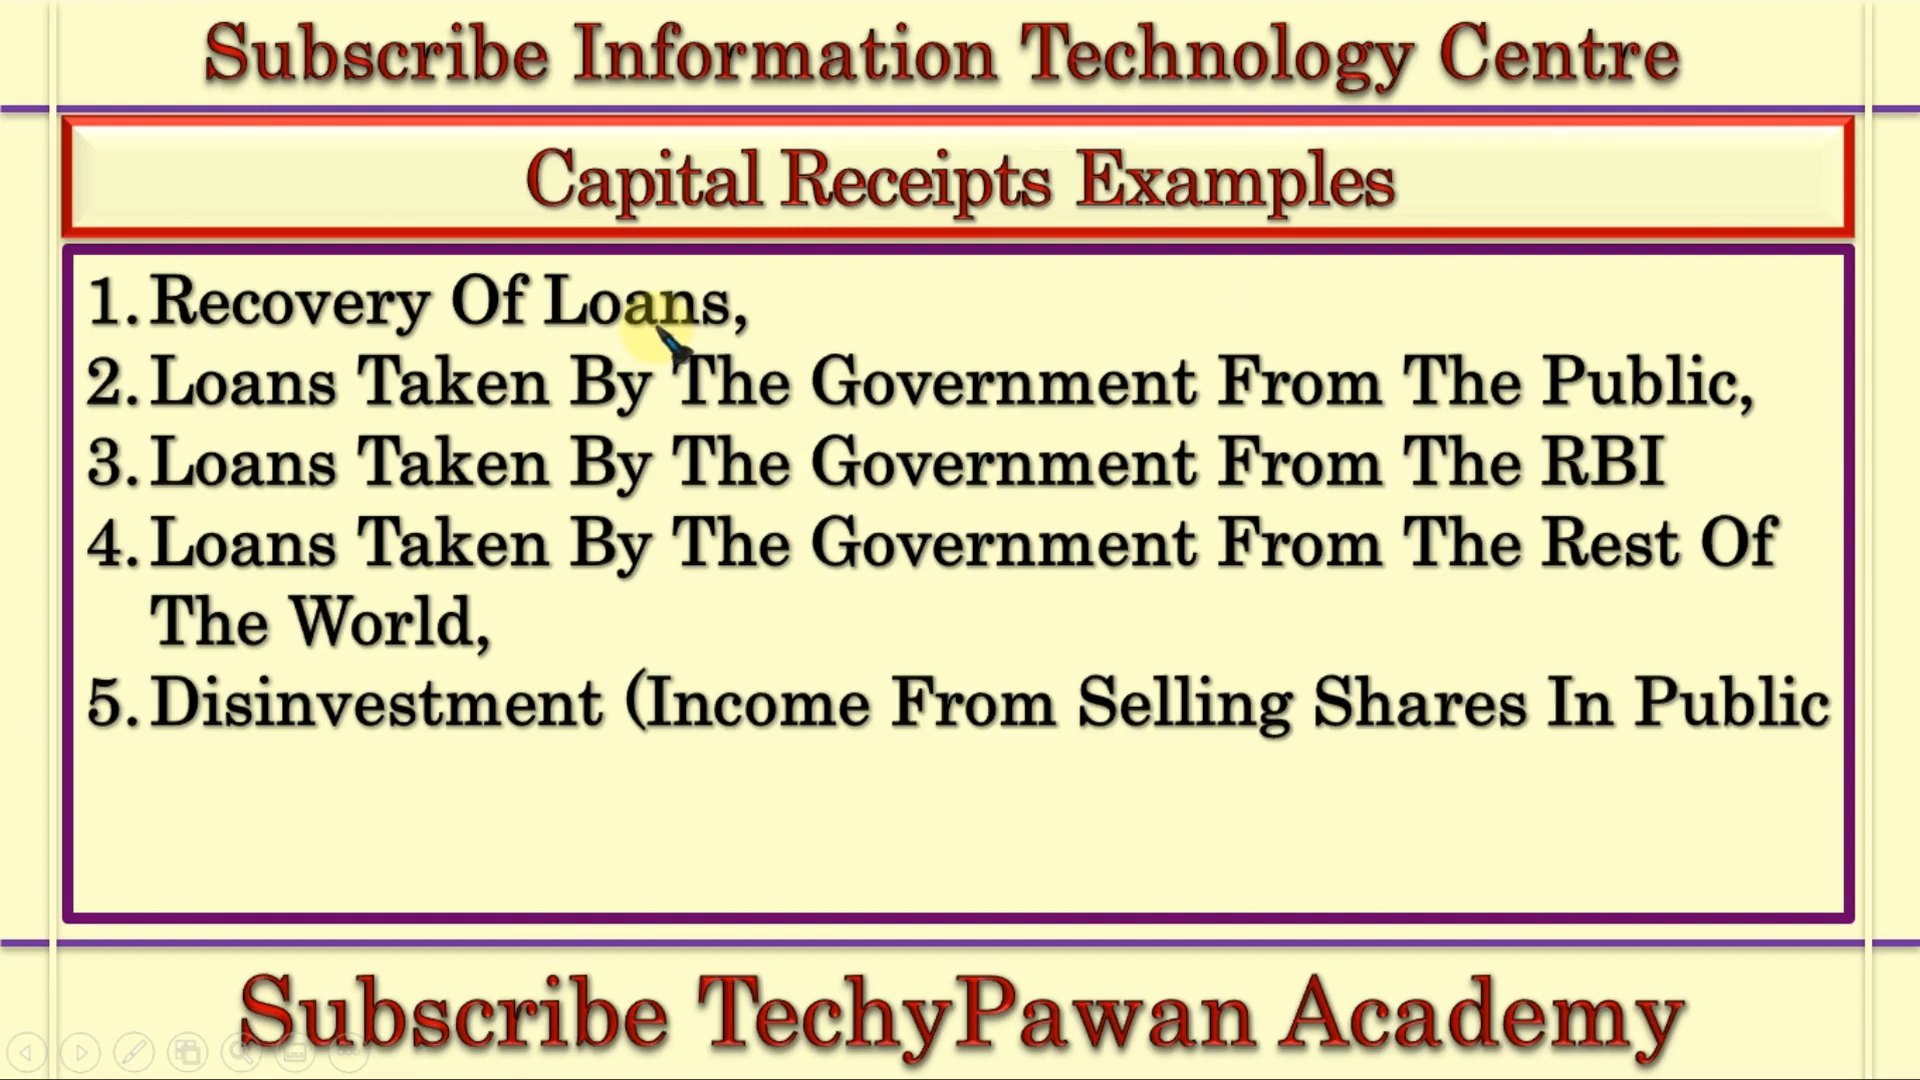 Subscribe Information Technology Centre
Capital Receipts Examples
1. Recovery Of Loans,
2. Loans Taken By The Government From The Public,
3. Loans Taken By The Government From The RBI
4. Loans Taken By The Government From The Rest Of
The World,
5. Disinvestment (Income From Selling Shares In Public
Subscribe TechyPawan Academy